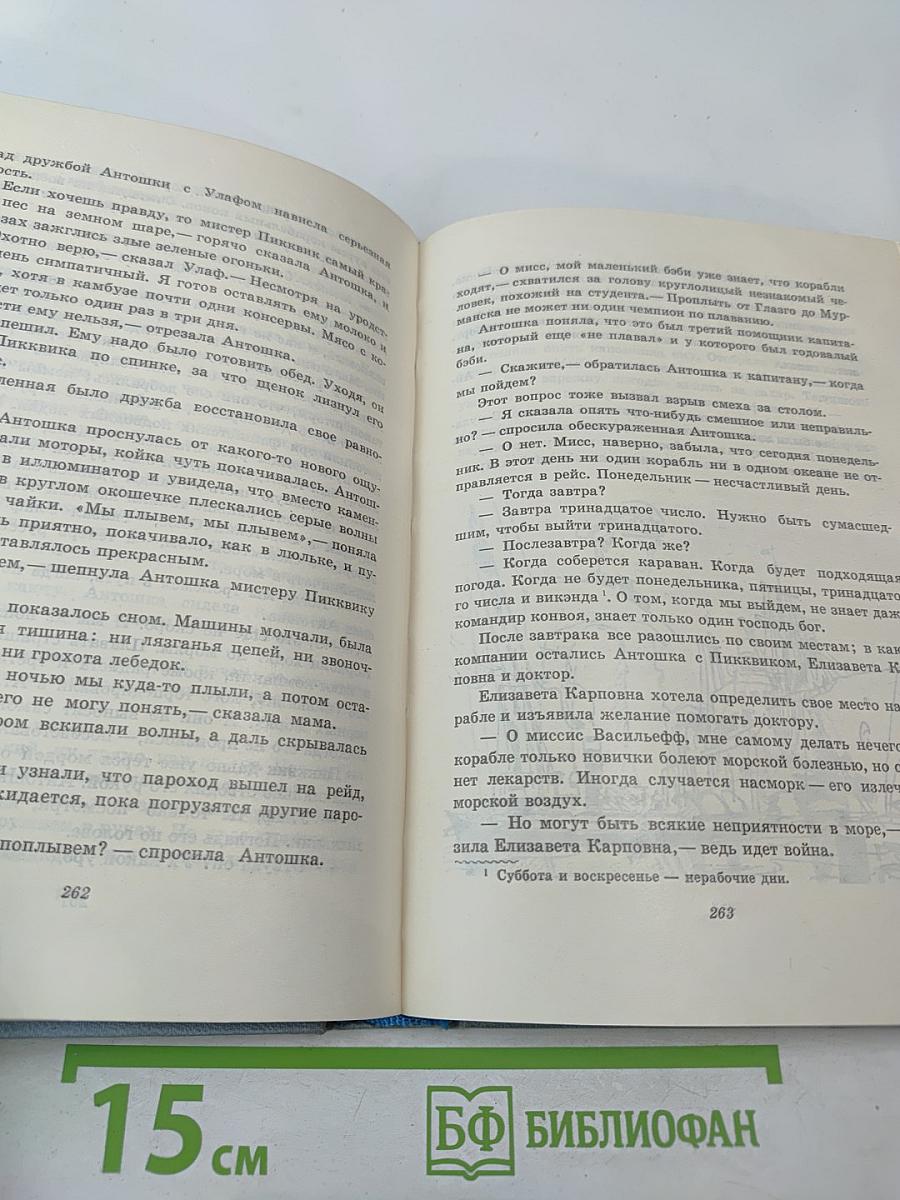 ад дружбой Антошки с Улафом нависла серьезная
ость.
Если хочешь правду, то мистер Пикквик самый кра-
пес на земном шаре,— горячо сказала Антошка, и
зах зажглись злые зеленые огоньки.
Охотно верю,— сказал Улаф.— Несмотря на уродст-
чень симпатичный. Я готов оставлять ему молоко и
, хотя в камбузе почти одни консервы. Мясо с ко-
ет только один раз в три дня.
сти ему нельзя,— отрезала Антошка.
пешил. Ему надо было готовить обед. Уходя, он
Пикквика по спинке, за что щенок лизнул его
е.
ленная было дружба восстановила свое равно-
Антошка проснулась от какого-то нового ощу-
али моторы, койка чуть покачивалась. Антош-
в иллюминатор и увидела, что вместо камен-
в круглом окошечке плескались серые волны
чайки. «Мы плывем, мы плывем»,— поняла
ь приятно, покачивало, как в люльке, и пу-
тавлялось прекрасным.
ем,— шепнула Антошка мистеру Пикквику
показалось сном. Машины молчали, была
я тишина: ни лязганья цепей, ни звоноч-
ни грохота лебедок.
ночью мы куда-то плыли, а потом оста-
его не могу понять,— сказала мама.
ром вскипали волны, а даль скрывалась
и узнали, что пароход вышел на рейд,
жидается, пока погрузятся другие паро-
поплывем? — спросила Антошка.
262
— О мисс, мой маленький бэби уже знает, что корабли
ходят,— схватился за голову круглолицый незнакомый че-
ловек, похожий на студента.— Проплыть от Глазго до Мур-
манска не может ни один чемпион по плаванию.
Антошка поняла, что это был третий помощник капита-
на, который еще «не плавал» и у которого был годовалый
бэби.
— Скажите,— обратилась Антошка к капитану,— когда
мы пойдем?
Этот вопрос тоже вызвал взрыв смеха за столом.
— Я сказала опять что-нибудь смешное или неправиль-
но? — спросила обескураженная Антошка.
— О нет. Мисс, наверно, забыла, что сегодня понедель-
ник. В этот день ни один корабль ни в одном океане не от-
правляется в рейс. Понедельник — несчастливый день.
— Тогда завтра?
— Завтра тринадцатое число. Нужно быть сумасшед-
шим, чтобы выйти тринадцатого.
— Послезавтра? Когда же?
— Когда соберется караван. Когда будет подходящая
погода. Когда не будет понедельника, пятницы, тринадцато
го числа и викэнда ¹. О том, когда мы выйдем, не знает даж
командир конвоя, знает только один господь бог.
После завтрака все разошлись по своим местам; в каю
компании остались Антошка с Пикквиком, Елизавета К
повна и доктор.
Елизавета Карповна хотела определить свое место на
рабле и изъявила желание помогать доктору.
— О миссис Васильефф, мне самому делать нечего
корабле только новички болеют морской болезнью, но о
нет лекарств. Иногда случается насморк — его излеч
морской воздух.
— Но могут быть всякие неприятности в море,—
зила Елизавета Карповна,— ведь идет война.
¹ Суббота и воскресенье — нерабочие дни.
263
15 см
БФ БИБЛИОФАН